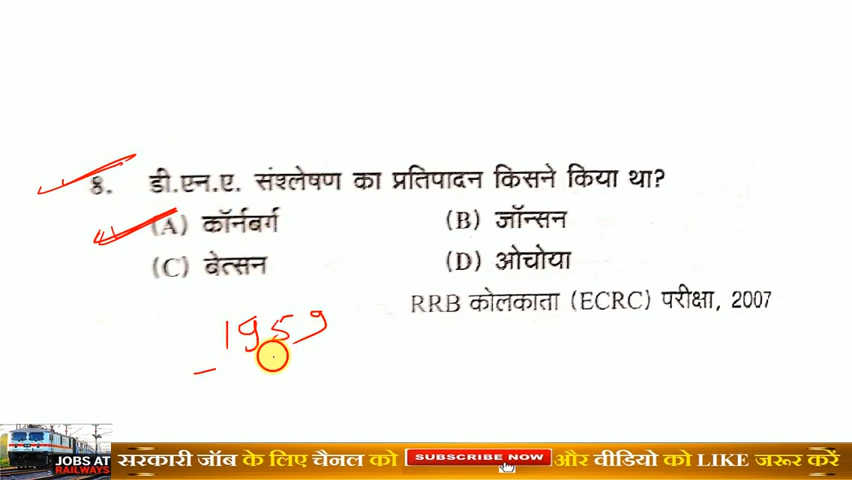 8. डी.एन.ए. संश्लेषण का प्रतिपादन किसने किया था?
(A) कॉर्नबर्ग (B) जॉन्सन
(C) बेत्सन (D) ओचोया
RRB कोलकाता (ECRC) परीक्षा, 2007
1959
JOBS AT
RAILWAYS
सरकारी जॉब के लिए चैनल को SUBSCRIBE NOW और वीडियो को LIKE जरूर करें